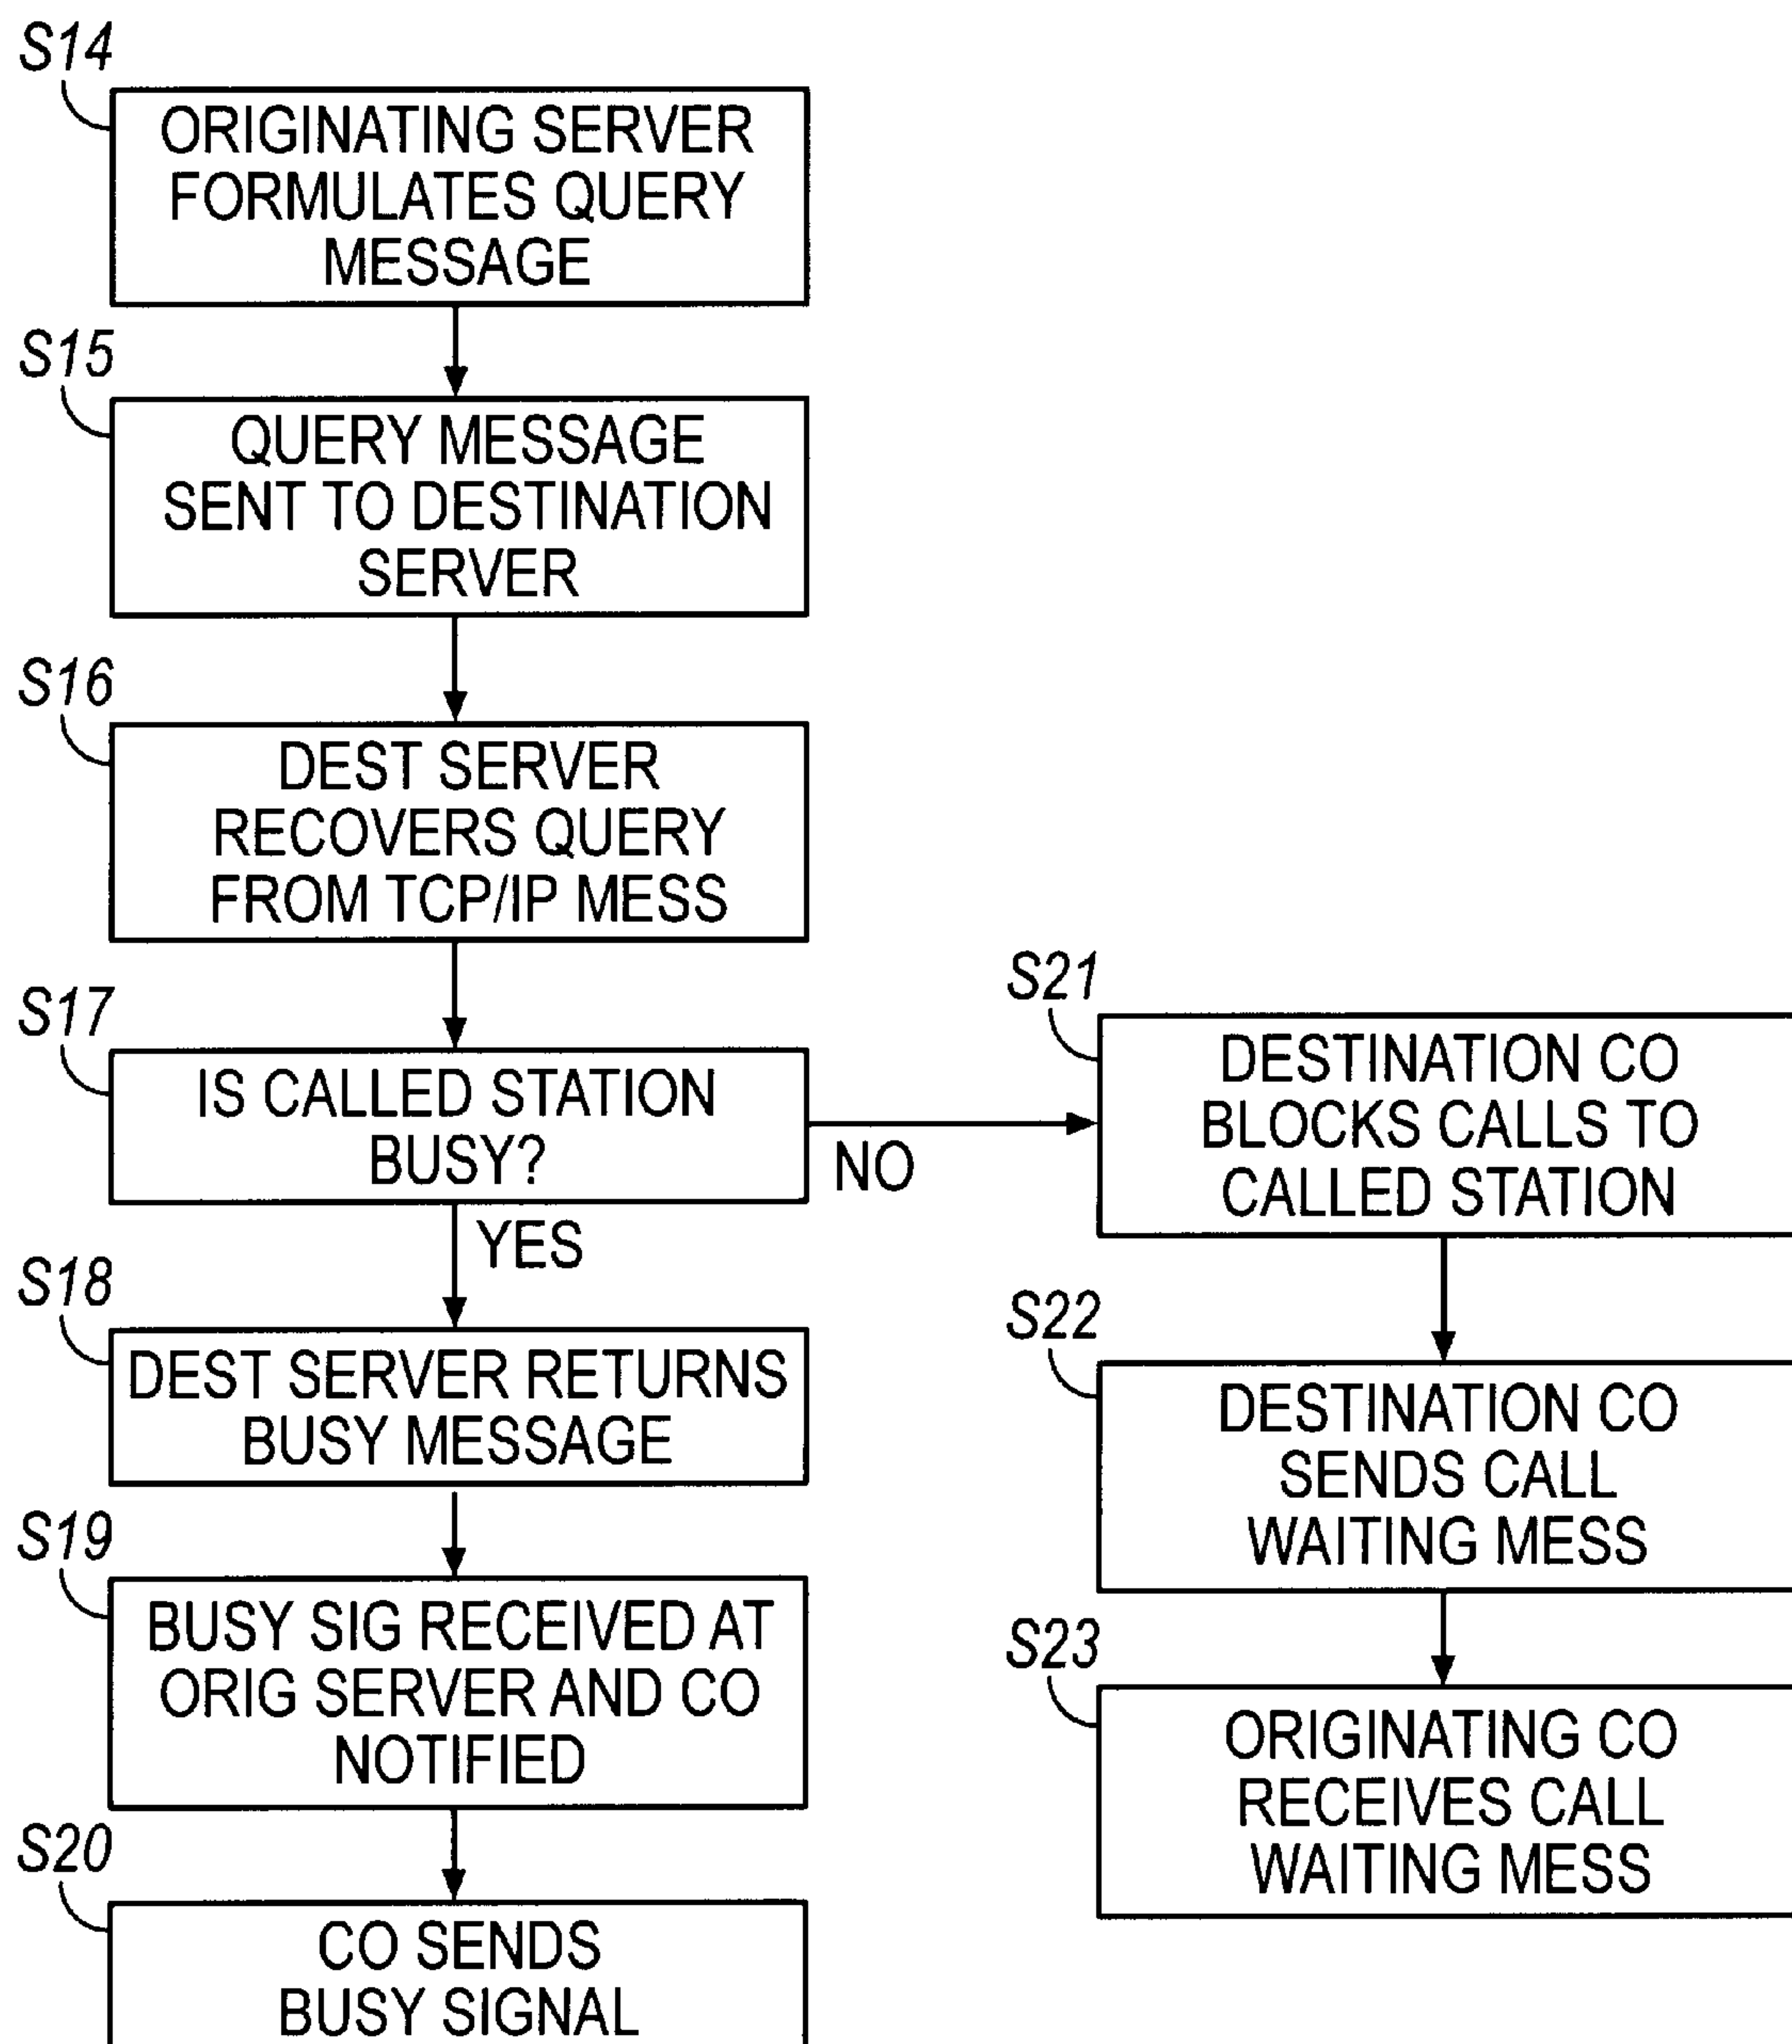 S14
ORIGINATING SERVER
FORMULATES QUERY
MESSAGE
S15
QUERY MESSAGE
SENT TO DESTINATION
SERVER
S16
DEST SERVER
RECOVERS QUERY
FROM TCP/IP MESS
S17
IS CALLED STATION
BUSY?
NO
YES
S18
DEST SERVER RETURNS
BUSY MESSAGE
S19
BUSY SIG RECEIVED AT
ORIG SERVER AND CO
NOTIFIED
S20
CO SENDS
BUSY SIGNAL
S21
DESTINATION CO
BLOCKS CALLS TO
CALLED STATION
S22
DESTINATION CO
SENDS CALL
WAITING MESS
S23
ORIGINATING CO
RECEIVES CALL
WAITING MESS